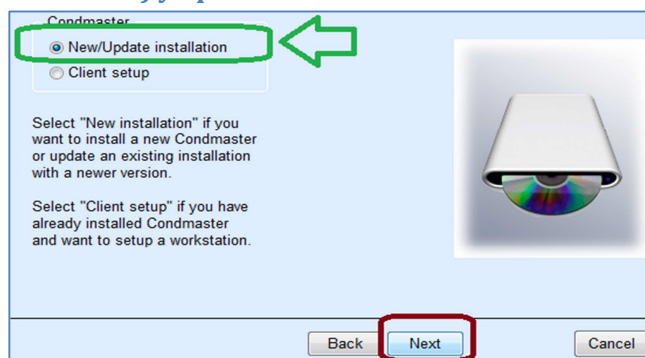 Condmaster
New/Update installation
Client setup
Select "New installation" if you
want to install a new Condmaster
or update an existing installation
with a newer version.
Select "Client setup" if you have
already installed Condmaster
and want to setup a workstation.
Back
Next
Cancel